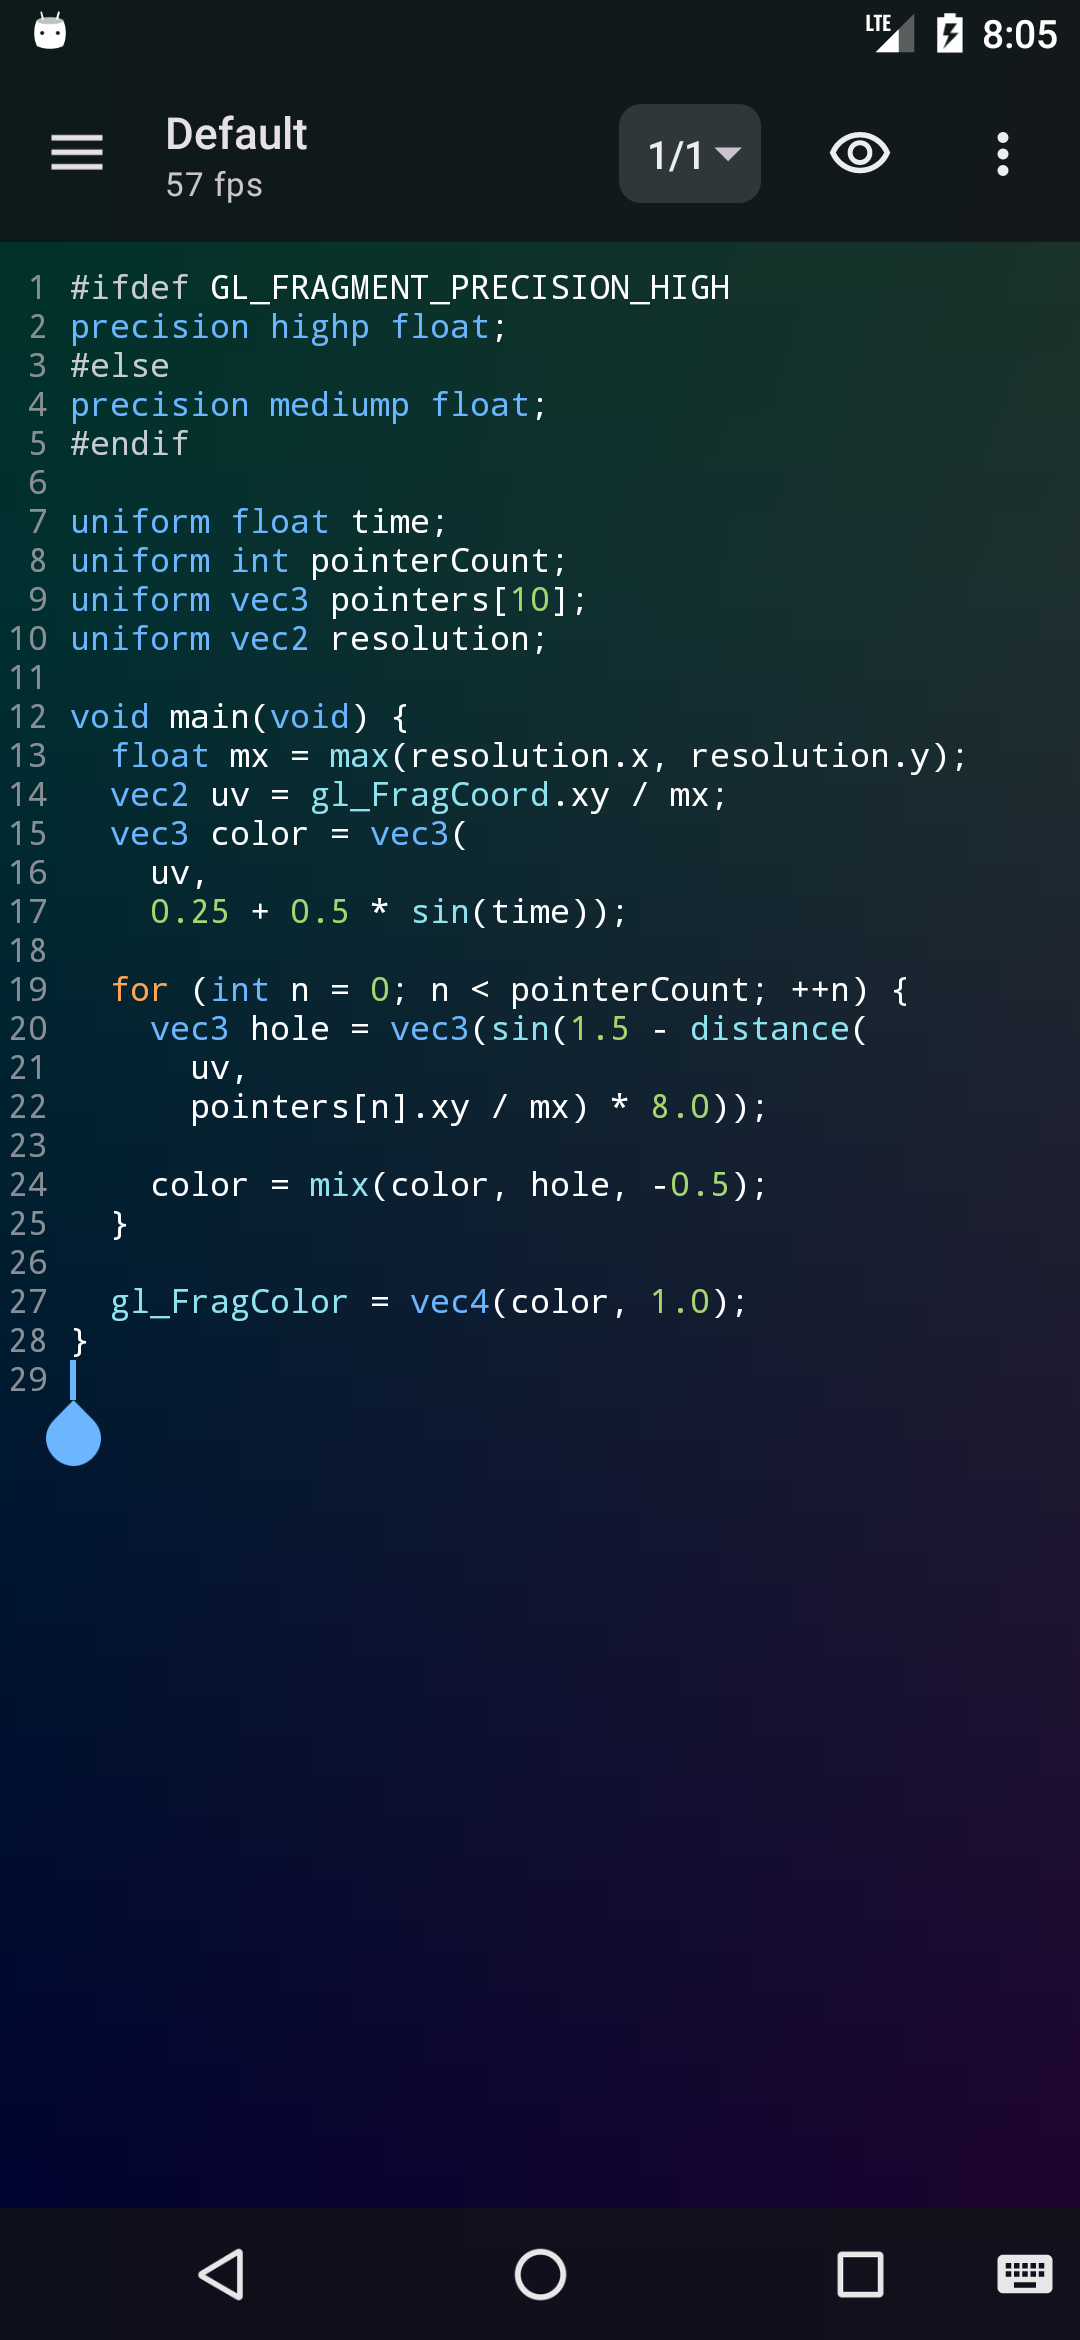 LTE 8:05
Default
57 fps
1/1
1 #ifdef GL_FRAGMENT_PRECISION_HIGH
2 precision highp float;
3 #else
4 precision mediump float;
5 #endif
6
7 uniform float time;
8 uniform int pointerCount;
9 uniform vec3 pointers[10];
10 uniform vec2 resolution;
11
12 void main(void) {
13   float mx = max(resolution.x, resolution.y);
14   vec2 uv = gl_FragCoord.xy / mx;
15   vec3 color = vec3(
16     uv,
17     0.25 + 0.5 * sin(time));
18
19   for (int n = 0; n < pointerCount; ++n) {
20     vec3 hole = vec3(sin(1.5 - distance(
21       uv,
22       pointers[n].xy / mx) * 8.0));
23
24     color = mix(color, hole, -0.5);
25   }
26
27   gl_FragColor = vec4(color, 1.0);
28 }
29